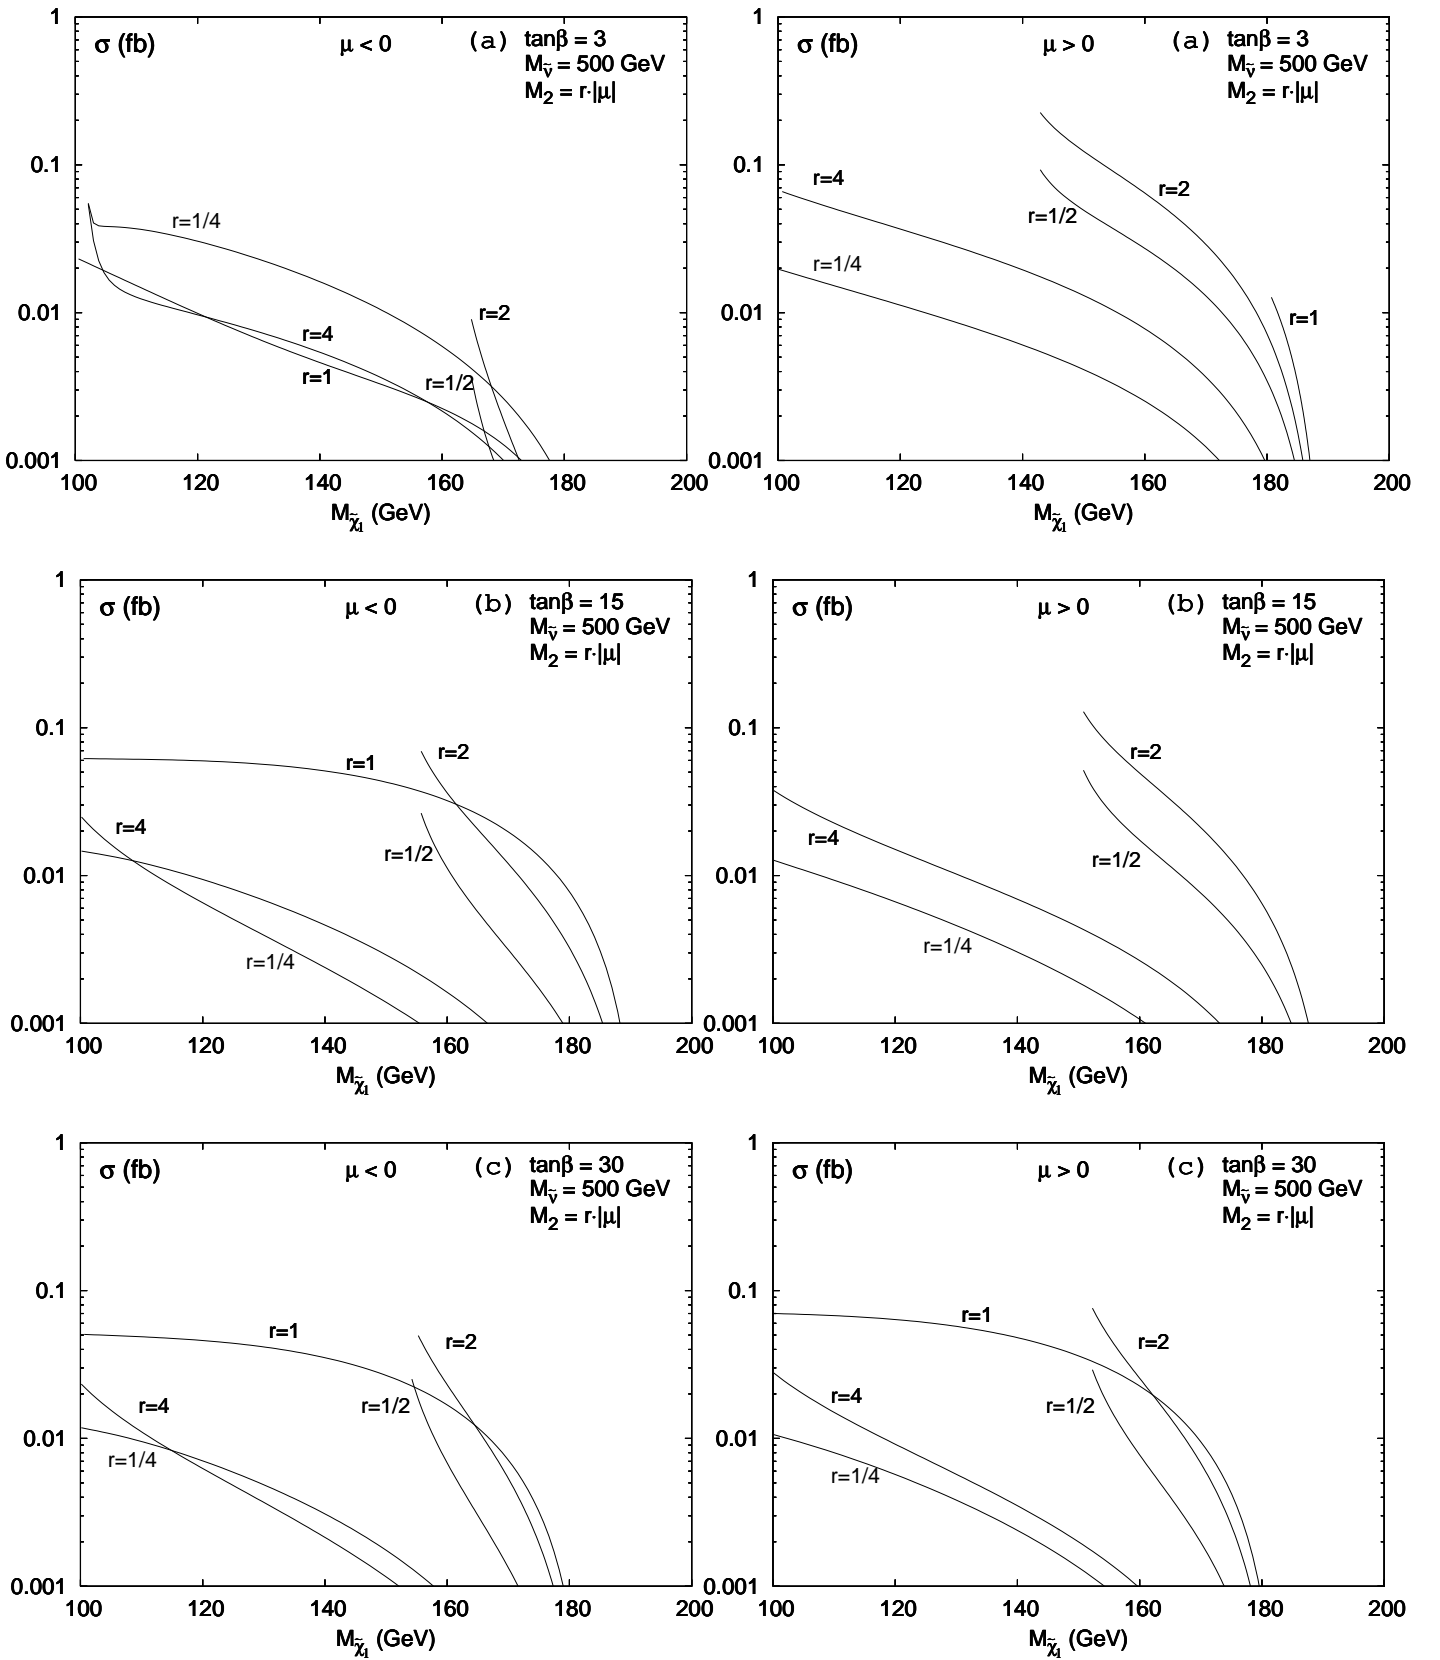 1
0.1
0.01
0.001
σ (fb)
μ < 0
(a)
tanβ = 3
M_ν̃ = 500 GeV
M_2 = r·|μ|
r=1/4
r=4
r=1
r=1/2
r=2
100 120 140 160 180 200
M_χ̃_1 (GeV)
1
0.1
0.01
0.001
σ (fb)
μ > 0
(a)
tanβ = 3
M_ν̃ = 500 GeV
M_2 = r·|μ|
r=4
r=2
r=1/2
r=1/4
r=1
100 120 140 160 180 200
M_χ̃_1 (GeV)
1
0.1
0.01
0.001
σ (fb)
μ < 0
(b)
tanβ = 15
M_ν̃ = 500 GeV
M_2 = r·|μ|
r=1
r=2
r=4
r=1/2
r=1/4
100 120 140 160 180 200
M_χ̃_1 (GeV)
1
0.1
0.01
0.001
σ (fb)
μ > 0
(b)
tanβ = 15
M_ν̃ = 500 GeV
M_2 = r·|μ|
r=2
r=4
r=1/2
r=1/4
100 120 140 160 180 200
M_χ̃_1 (GeV)
1
0.1
0.01
0.001
σ (fb)
μ < 0
(c)
tanβ = 30
M_ν̃ = 500 GeV
M_2 = r·|μ|
r=1
r=2
r=4
r=1/2
r=1/4
100 120 140 160 180 200
M_χ̃_1 (GeV)
1
0.1
0.01
0.001
σ (fb)
μ > 0
(c)
tanβ = 30
M_ν̃ = 500 GeV
M_2 = r·|μ|
r=1
r=2
r=4
r=1/2
r=1/4
100 120 140 160 180 200
M_χ̃_1 (GeV)